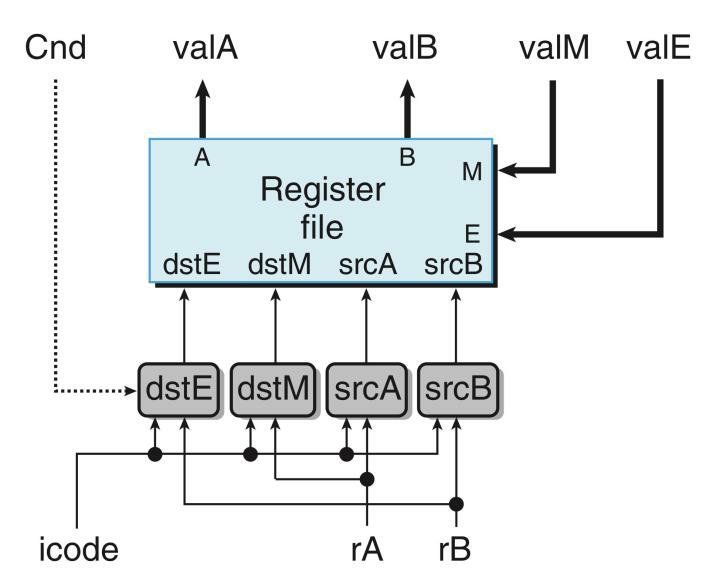 Cnd valA valB valM valE
A B
M
Register
file
E
dstE dstM srcA srcB
dstE dstM srcA srcB
icode rA rB